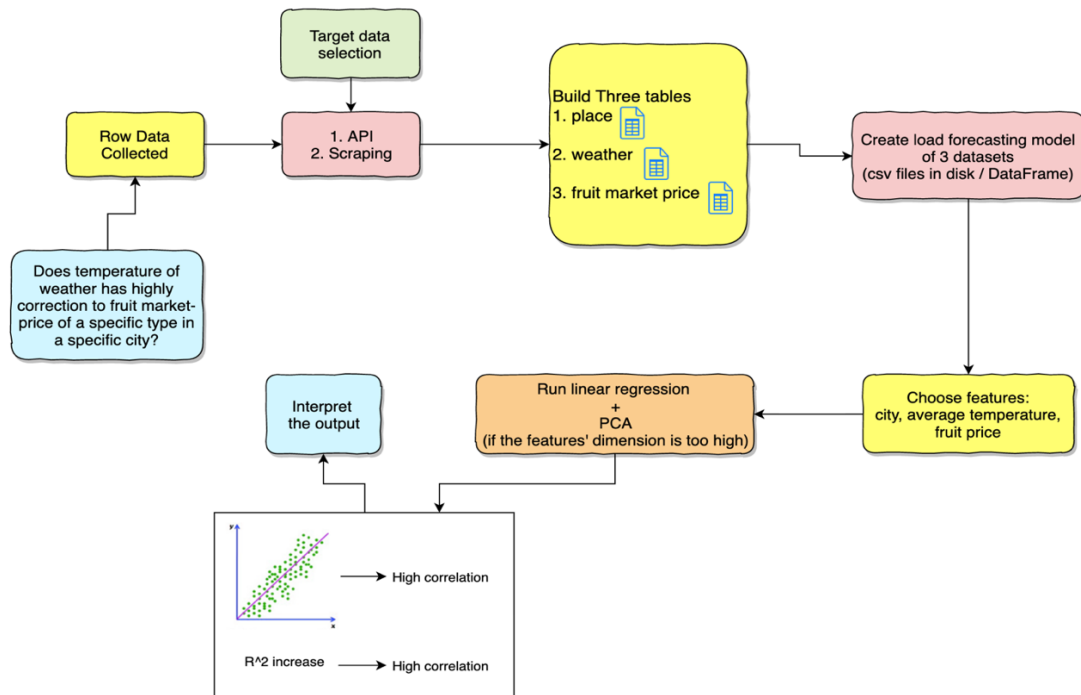 Target data
selection
Row Data
Collected
1. API
2. Scraping
Build Three tables
1. place
2. weather
3. fruit market price
Create load forecasting model
of 3 datasets
(csv files in disk / DataFrame)
Does temperature of
weather has highly
correction to fruit market-
price of a specific type in
a specific city?
Choose features:
city, average temperature,
fruit price
Run linear regression
+
PCA
(if the features' dimension is too high)
Interpret
the output
y
x
High correlation
R^2 increase
High correlation